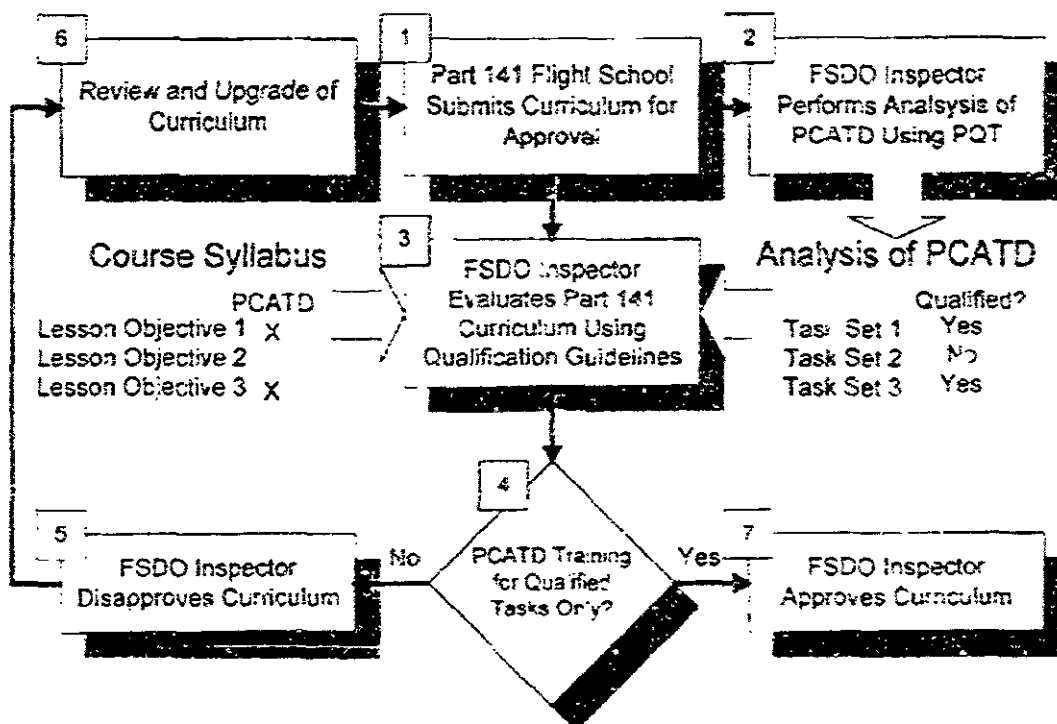 6
Review and Upgrade of
Curriculum
1
Part 141 Flight School
Submits Curriculum for
Approval
2
FSDO Inspector
Performs Analsysis of
PCATD Using PQT
Course Syllabus
PCATD
Lesson Objective 1 X
Lesson Objective 2
Lesson Objective 3 X
3
FSDO Inspector
Evaluates Part 141
Curriculum Using
Qualification Guidelines
Analysis of PCATD
Qualified?
Task Set 1 Yes
Task Set 2 No
Task Set 3 Yes
4
PCATD Training
for Qualified
Tasks Only?
No
Yes
5
FSDO Inspector
Disapproves Curriculum
7
FSDO Inspector
Approves Curriculum